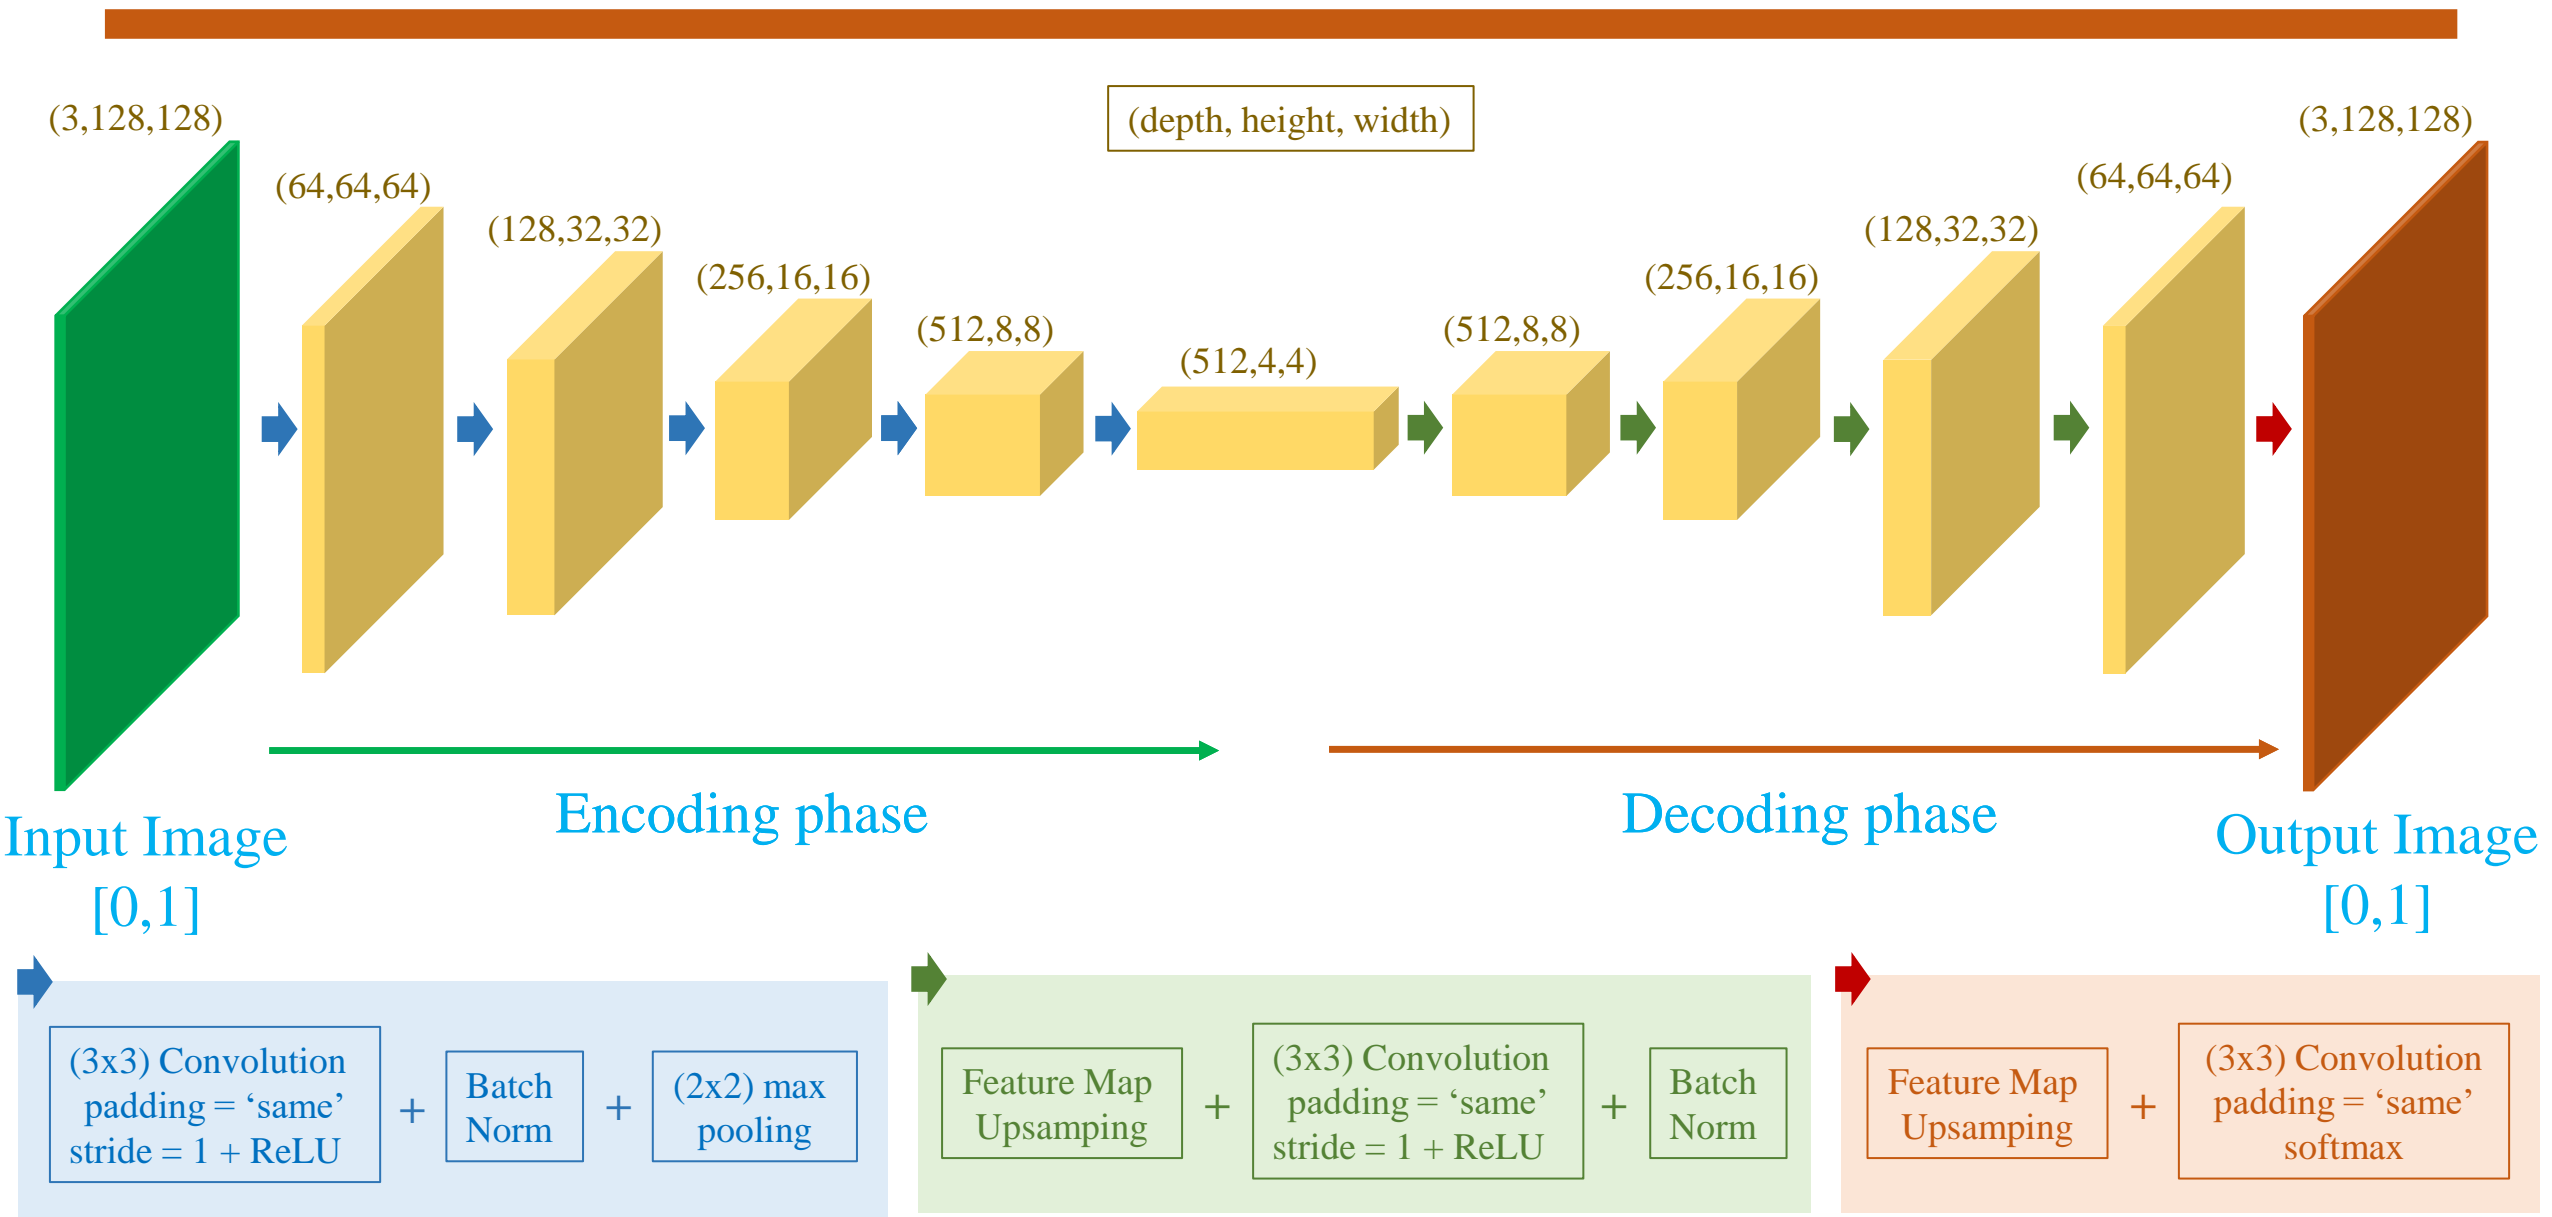 (depth, height, width)
(3,128,128)
(64,64,64)
(128,32,32)
(256,16,16)
(512,8,8)
(512,4,4)
(512,8,8)
(256,16,16)
(128,32,32)
(64,64,64)
(3,128,128)
Encoding phase
Decoding phase
Input Image
[0,1]
Output Image
[0,1]
(3x3) Convolution
padding = ‘same’
stride = 1 + ReLU
+
Batch
Norm
+
(2x2) max
pooling
Feature Map
Upsamping
+
(3x3) Convolution
padding = ‘same’
stride = 1 + ReLU
+
Batch
Norm
Feature Map
Upsamping
+
(3x3) Convolution
padding = ‘same’
softmax